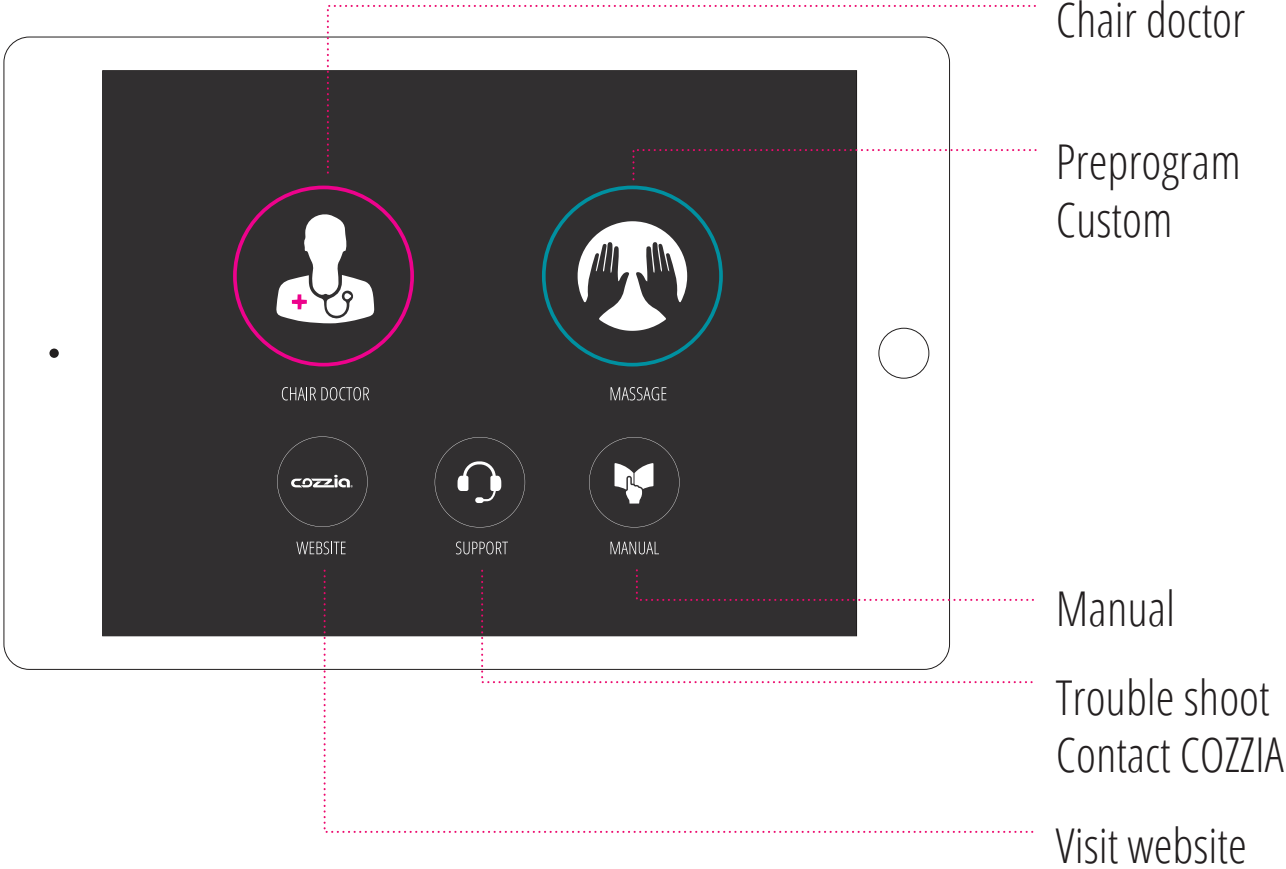 Chair doctor
Preprogram
Custom
CHAIR DOCTOR
MASSAGE
cozzia
WEBSITE
SUPPORT
MANUAL
Manual
Trouble shoot
Contact COZZIA
Visit website